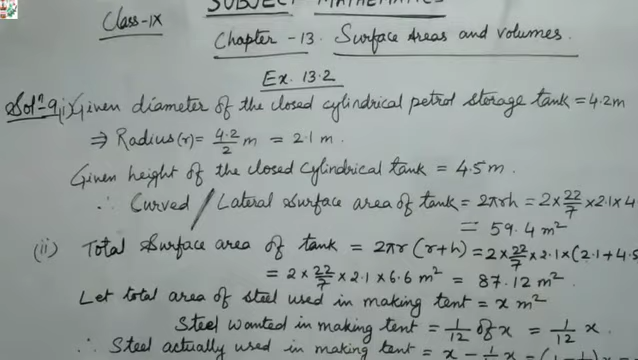 SUBJECT MATHEMATICS
Class-IX
Chapter - 13. Surface Areas and volumes.
Ex. 13.2
Solⁿ 9(i) Given diameter of the closed cylindrical petrol storage tank = 4.2m
⇒ Radius (r) = 4.2/2 m = 2.1 m.
Given height of the closed cylindrical tank = 4.5 m.
∴ Curved / Lateral surface area of tank = 2πrh = 2 × 22/7 × 2.1 × 4
= 59.4 m²
(ii) Total Surface area of tank = 2πr (r+h) = 2 × 22/7 × 2.1 × (2.1 + 4.5
= 2 × 22/7 × 2.1 × 6.6 m² = 87.12 m².
Let total area of steel used in making tent = x m²
Steel wanted in making tent = 1/12 of x = 1/12 x.
∴ Steel actually used in making tent = x - 1/12 x =